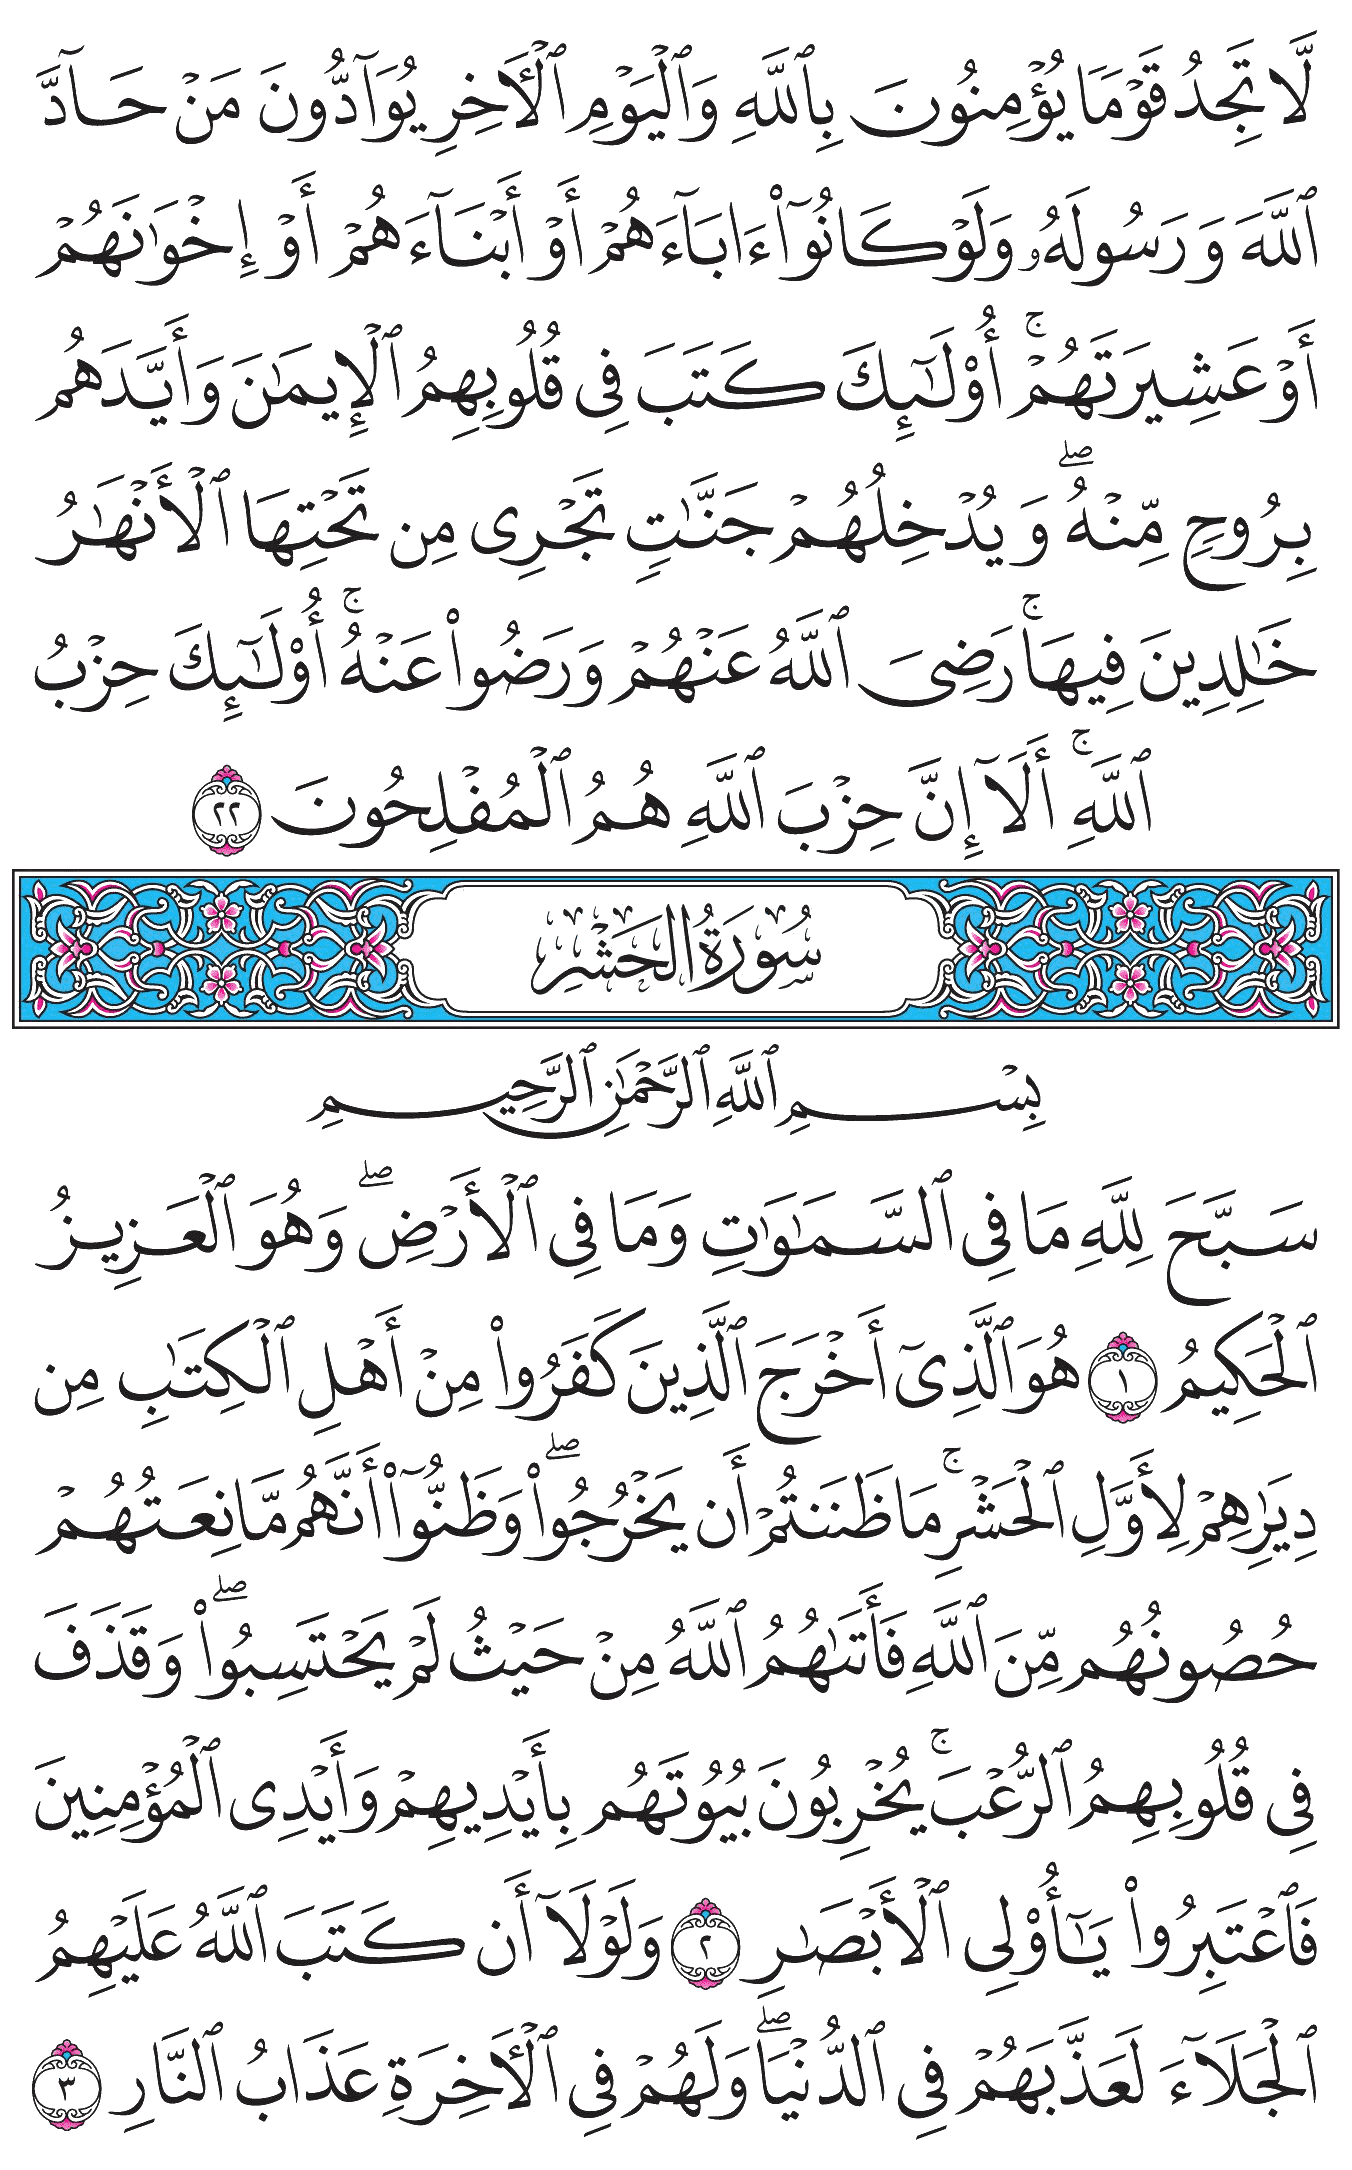 لَّا تَجِدُ قَوْمًا يُؤْمِنُونَ بِٱللَّهِ وَٱلْيَوْمِ ٱلْأَخِرِ يُوَآدُّونَ مَنْ حَآدَّ
ٱللَّهَ وَرَسُولَهُۥ وَلَوْ كَانُوٓا۟ ءَابَآءَهُمْ أَوْ أَبْنَآءَهُمْ أَوْ إِخْوَٰنَهُمْ
أَوْ عَشِيرَتَهُمْ ۚ أُو۟لَٰٓئِكَ كَتَبَ فِى قُلُوبِهِمُ ٱلْإِيمَٰنَ وَأَيَّدَهُم
بِرُوحٍ مِّنْهُ ۖ وَيُدْخِلُهُمْ جَنَّٰتٍ تَجْرِى مِن تَحْتِهَا ٱلْأَنْهَٰرُ
خَٰلِدِينَ فِيهَا ۚ رَضِىَ ٱللَّهُ عَنْهُمْ وَرَضُوا۟ عَنْهُ ۚ أُو۟لَٰٓئِكَ حِزْبُ
ٱللَّهِ ۚ أَلَآ إِنَّ حِزْبَ ٱللَّهِ هُمُ ٱلْمُفْلِحُونَ ٢٢
سُورَةُ الحَشْرِ
بِسْمِ ٱللَّهِ ٱلرَّحْمَٰنِ ٱلرَّحِيمِ
سَبَّحَ لِلَّهِ مَا فِى ٱلسَّمَٰوَٰتِ وَمَا فِى ٱلْأَرْضِ ۖ وَهُوَ ٱلْعَزِيزُ
ٱلْحَكِيمُ ١ هُوَ ٱلَّذِىٓ أَخْرَجَ ٱلَّذِينَ كَفَرُوا۟ مِنْ أَهْلِ ٱلْكِتَٰبِ مِن
دِيَٰرِهِمْ لِأَوَّلِ ٱلْحَشْرِ ۚ مَا ظَنَنتُمْ أَن يَخْرُجُوا۟ ۖ وَظَنُّوٓا۟ أَنَّهُم مَّانِعَتُهُمْ
حُصُونُهُم مِّنَ ٱللَّهِ فَأَتَىٰهُمُ ٱللَّهُ مِنْ حَيْثُ لَمْ يَحْتَسِبُوا۟ ۖ وَقَذَفَ
فِى قُلُوبِهِمُ ٱلرُّعْبَ ۚ يُخْرِبُونَ بُيُوتَهُم بِأَيْدِيهِمْ وَأَيْدِى ٱلْمُؤْمِنِينَ
فَٱعْتَبِرُوا۟ يَٰٓأُو۟لِى ٱلْأَبْصَٰرِ ٢ وَلَوْلَآ أَن كَتَبَ ٱللَّهُ عَلَيْهِمُ
ٱلْجَلَآءَ لَعَذَّبَهُمْ فِى ٱلدُّنْيَا ۖ وَلَهُمْ فِى ٱلْأَخِرَةِ عَذَابُ ٱلنَّارِ ٣